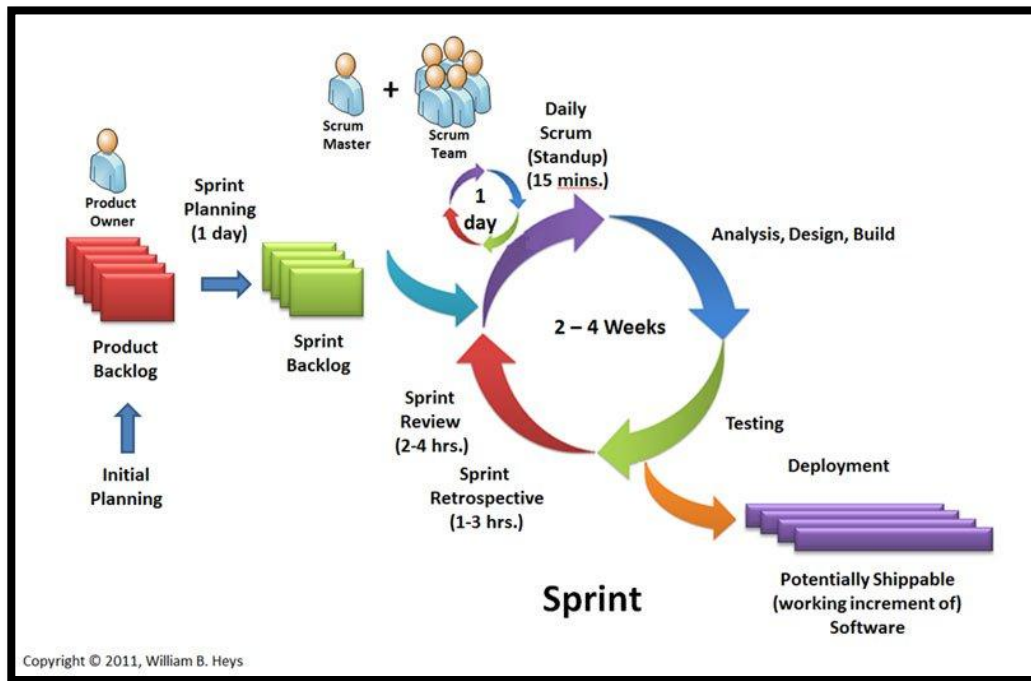 Scrum
Master
+
Scrum
Team
Product
Owner
Sprint
Planning
(1 day)
Daily
Scrum
(Standup)
(15 mins.)
1
day
Analysis, Design, Build
2 – 4 Weeks
Product
Backlog
Sprint
Backlog
Initial
Planning
Sprint
Review
(2-4 hrs.)
Sprint
Retrospective
(1-3 hrs.)
Testing
Deployment
Potentially Shippable
(working increment of)
Software
Sprint
Copyright © 2011, William B. Heys